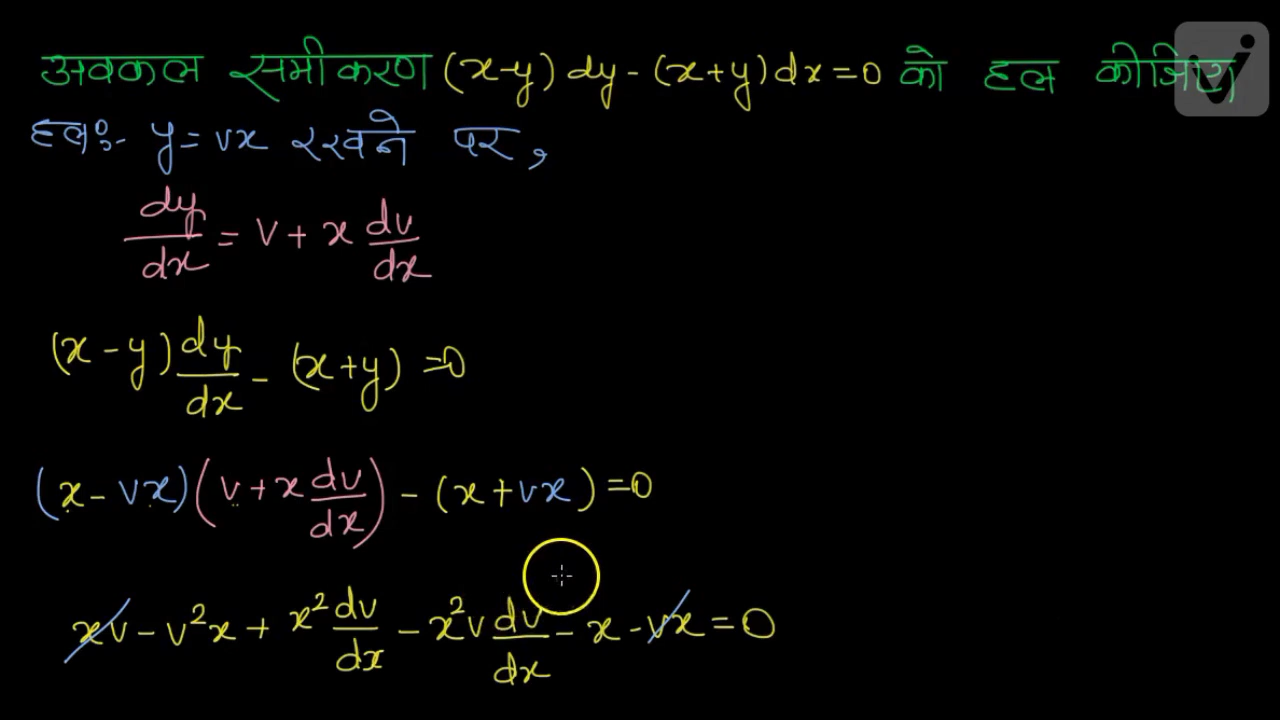 अवकल समीकरण (x-y) dy - (x+y) dx = 0 को हल कीजिए
हल:- y = vx रखने पर,
dy/dx = v + x dv/dx
(x-y) dy/dx - (x+y) = 0
(x - vx)(v + x dv/dx) - (x + vx) = 0
xv - v²x + x² dv/dx - x²v dv/dx - x - vx = 0